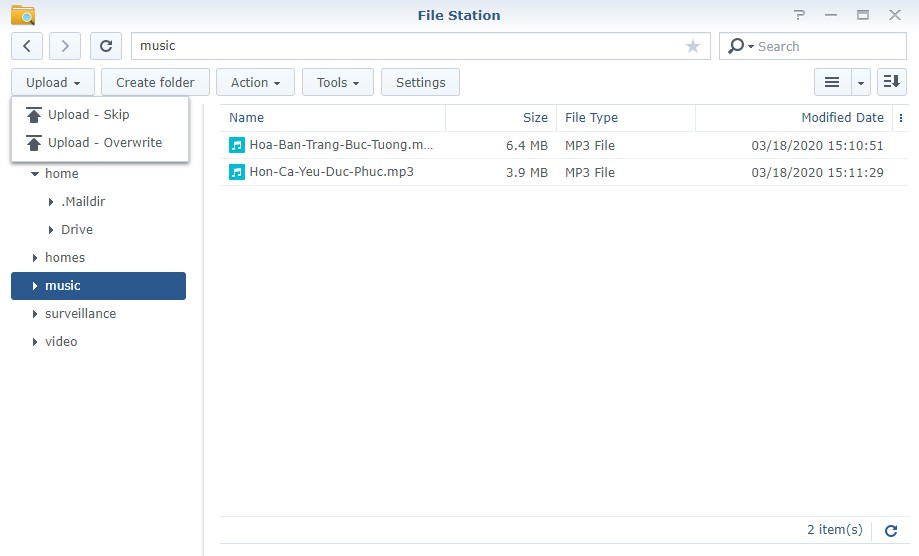 File Station
music
Search
Upload
Create folder
Action
Tools
Settings
Upload - Skip
Upload - Overwrite
home
.Maildir
Drive
homes
music
surveillance
video
Name Size File Type Modified Date
Hoa-Ban-Trang-Buc-Tuong.m... 6.4 MB MP3 File 03/18/2020 15:10:51
Hon-Ca-Yeu-Duc-Phuc.mp3 3.9 MB MP3 File 03/18/2020 15:11:29
2 item(s)